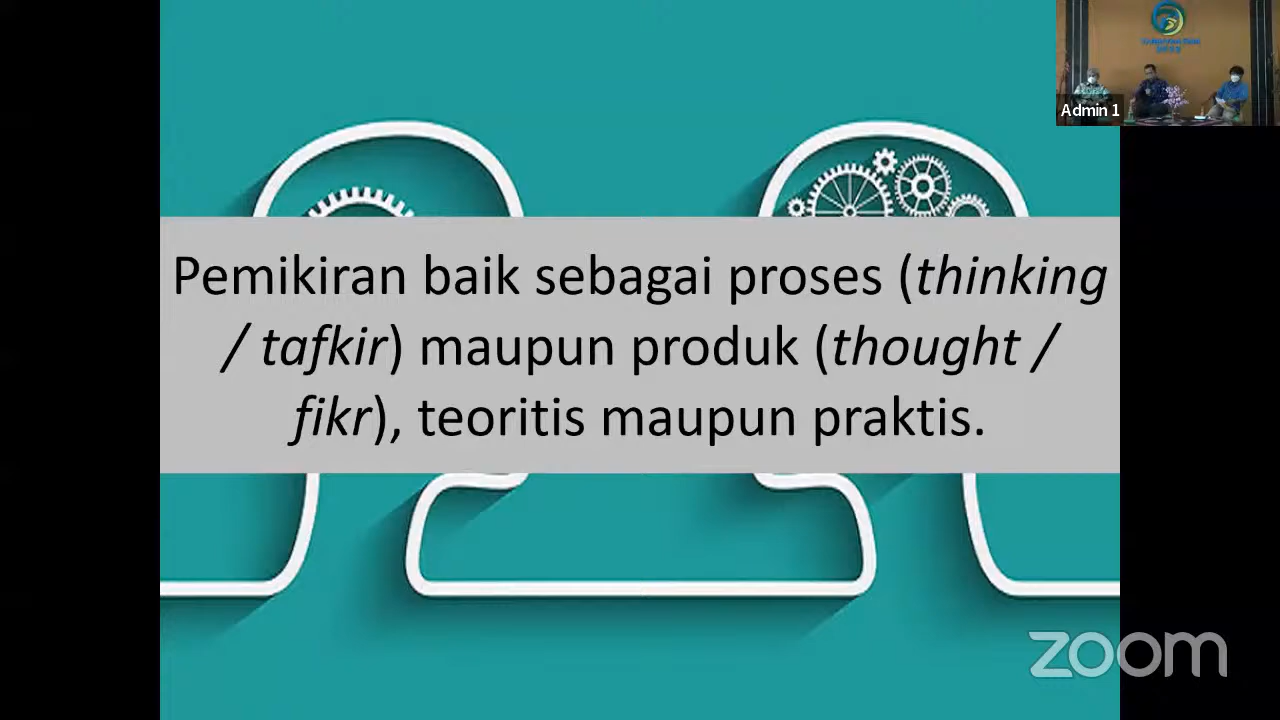 Admin 1
Pemikiran baik sebagai proses (thinking
/ tafkir) maupun produk (thought /
fikr), teoritis maupun praktis.
zoom